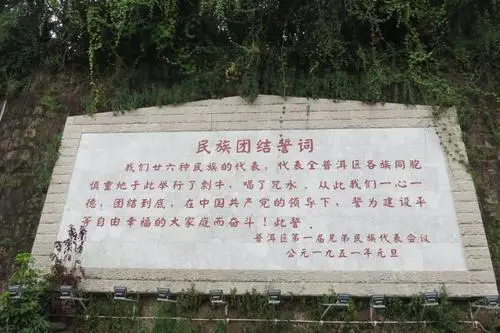 民族团结誓词
我们廿六种民族的代表，代表全普洱区各族同胞
慎重地于此举行了剽牛，喝了咒水，从此我们一心一
德，团结到底，在中国共产党的领导下，誓为建设平
等自由幸福的大家庭而奋斗！此誓。
普洱区第一届兄弟民族代表会议
公元一九五一年元旦